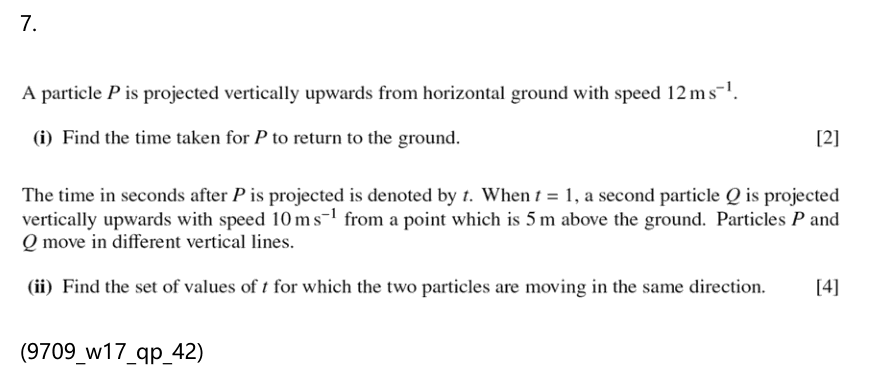 7.
A particle P is projected vertically upwards from horizontal ground with speed 12 m s⁻¹.
(i) Find the time taken for P to return to the ground. [2]
The time in seconds after P is projected is denoted by t. When t = 1, a second particle Q is projected
vertically upwards with speed 10 m s⁻¹ from a point which is 5 m above the ground. Particles P and
Q move in different vertical lines.
(ii) Find the set of values of t for which the two particles are moving in the same direction. [4]
(9709_w17_qp_42)